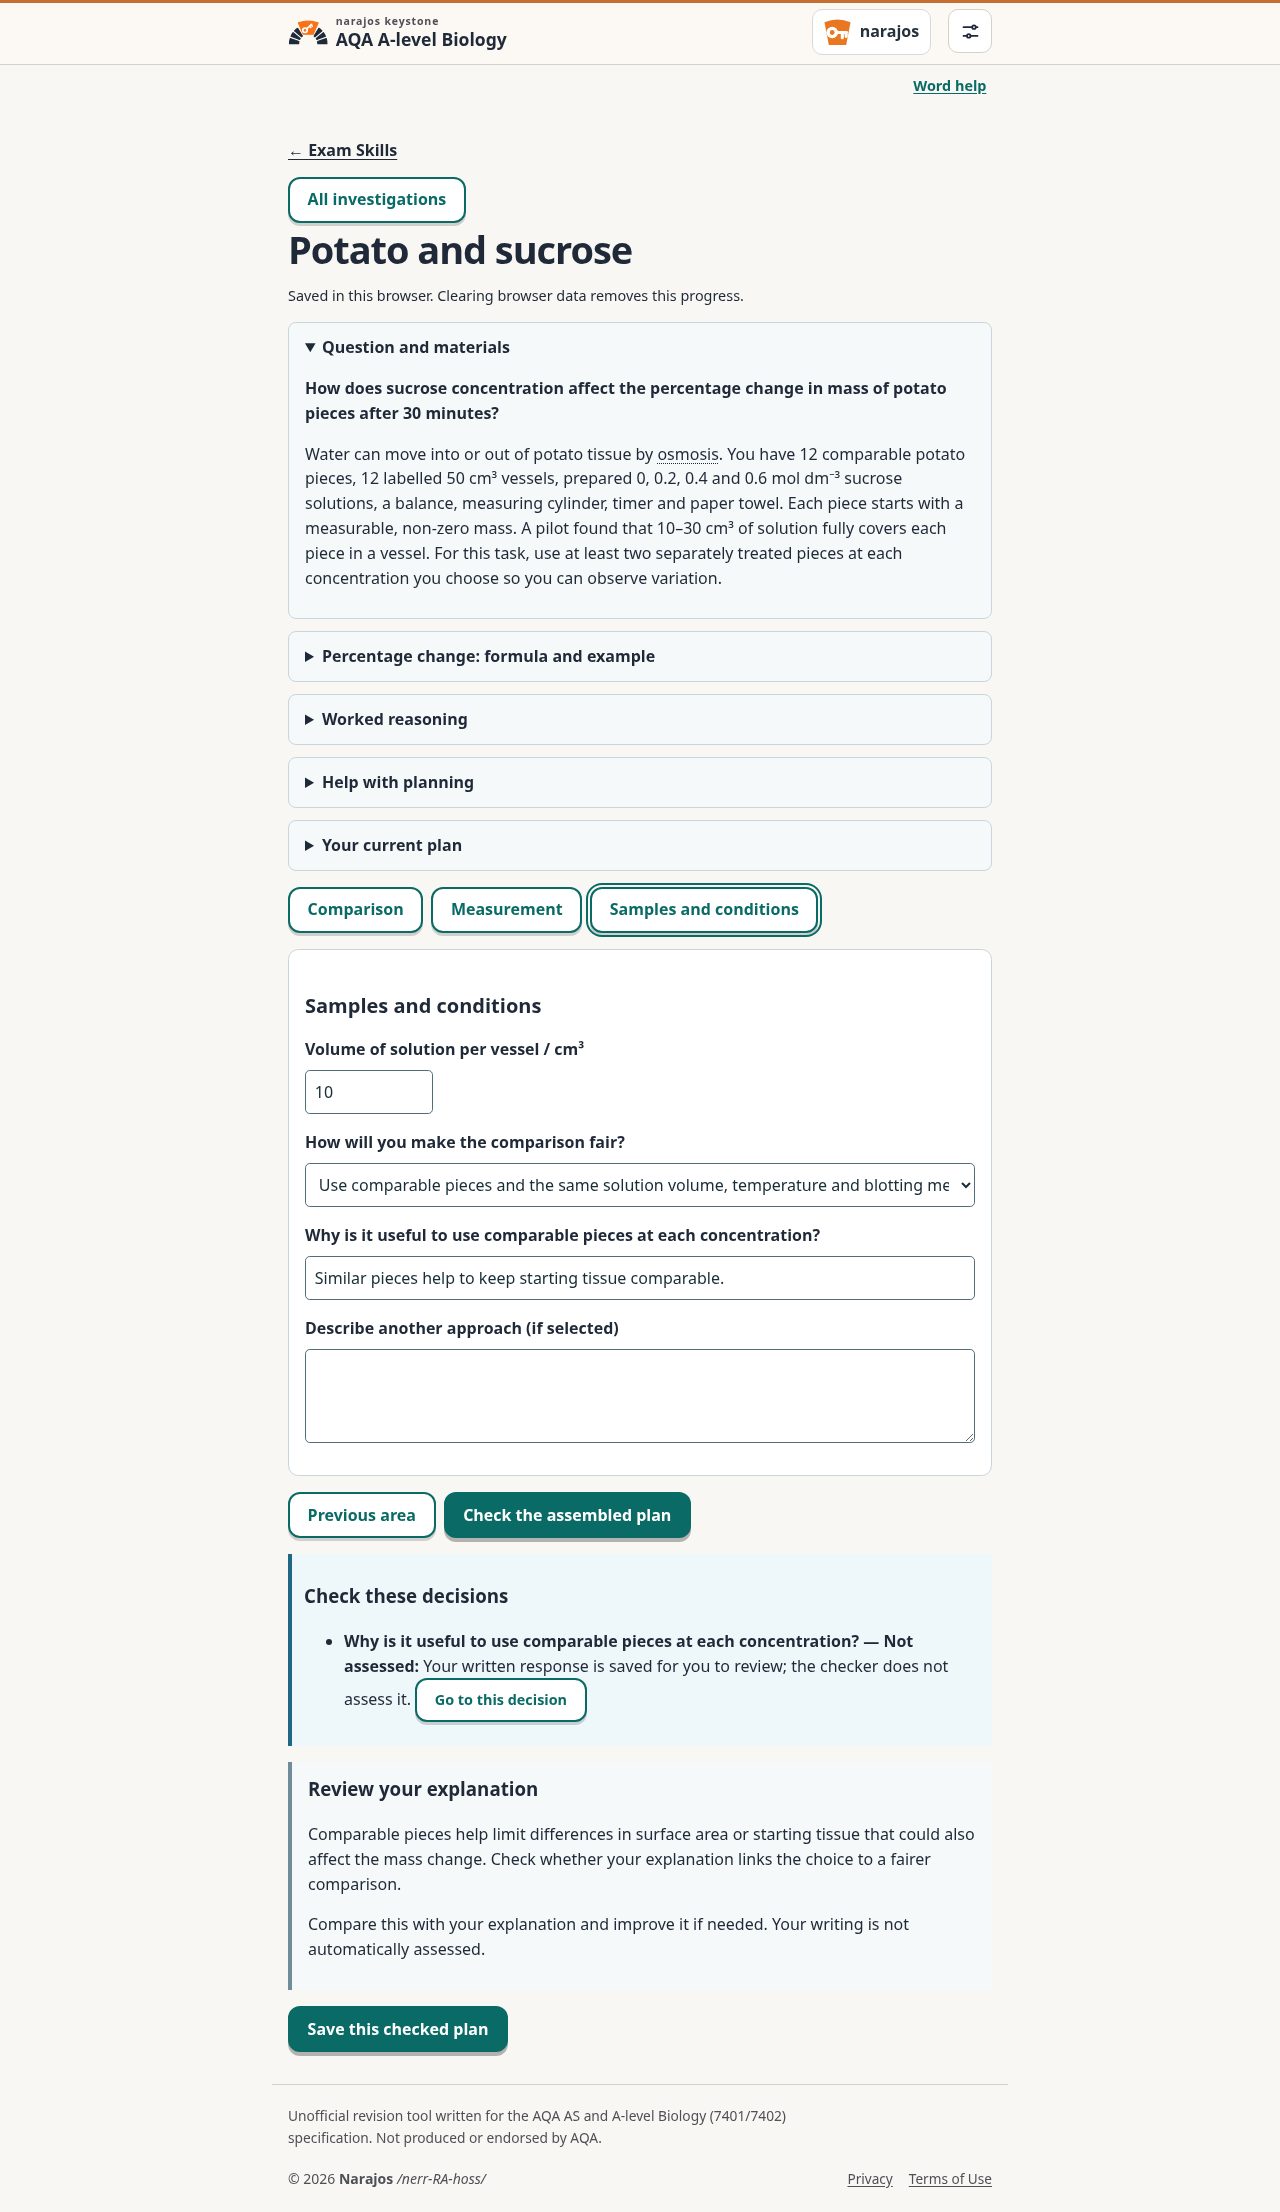 narajos keystone
AQA A-level Biology
narajos
Word help
← Exam Skills
All investigations
Potato and sucrose
Saved in this browser. Clearing browser data removes this progress.
▼ Question and materials
How does sucrose concentration affect the percentage change in mass of potato
pieces after 30 minutes?
Water can move into or out of potato tissue by osmosis. You have 12 comparable potato
pieces, 12 labelled 50 cm³ vessels, prepared 0, 0.2, 0.4 and 0.6 mol dm⁻³ sucrose
solutions, a balance, measuring cylinder, timer and paper towel. Each piece starts with a
measurable, non-zero mass. A pilot found that 10–30 cm³ of solution fully covers each
piece in a vessel. For this task, use at least two separately treated pieces at each
concentration you choose so you can observe variation.
▶ Percentage change: formula and example
▶ Worked reasoning
▶ Help with planning
▶ Your current plan
Comparison
Measurement
Samples and conditions
Samples and conditions
Volume of solution per vessel / cm³
10
How will you make the comparison fair?
Use comparable pieces and the same solution volume, temperature and blotting me
Why is it useful to use comparable pieces at each concentration?
Similar pieces help to keep starting tissue comparable.
Describe another approach (if selected)
Previous area
Check the assembled plan
Check these decisions
• Why is it useful to use comparable pieces at each concentration? — Not
assessed: Your written response is saved for you to review; the checker does not
assess it. Go to this decision
Review your explanation
Comparable pieces help limit differences in surface area or starting tissue that could also
affect the mass change. Check whether your explanation links the choice to a fairer
comparison.
Compare this with your explanation and improve it if needed. Your writing is not
automatically assessed.
Save this checked plan
Unofficial revision tool written for the AQA AS and A-level Biology (7401/7402)
specification. Not produced or endorsed by AQA.
© 2026 Narajos /nerr-RA-hoss/
Privacy
Terms of Use